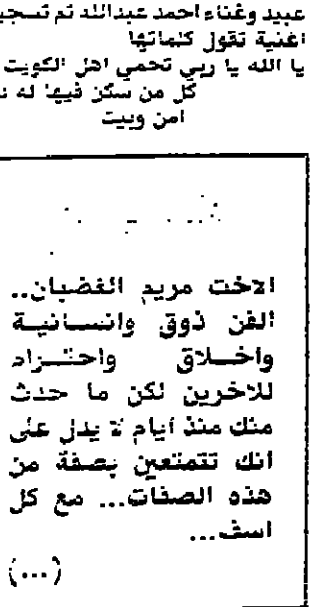 عبيد وغناء احمد عبدالله تم تسجي
اغنية تقول كلماتها
يا الله يا ربي تحمي اهل الكويت
كل من سكن فيها له
امن وبيت
الاخت مريم الغضبان..
الفن ذوق وانسانية
واخلاق واحترام
للاخرين لكن ما حدث
منك منذ ايام لا يدل على
انك تتمتعين بصفة من
هذه الصفات... مع كل
اسف...
(...)